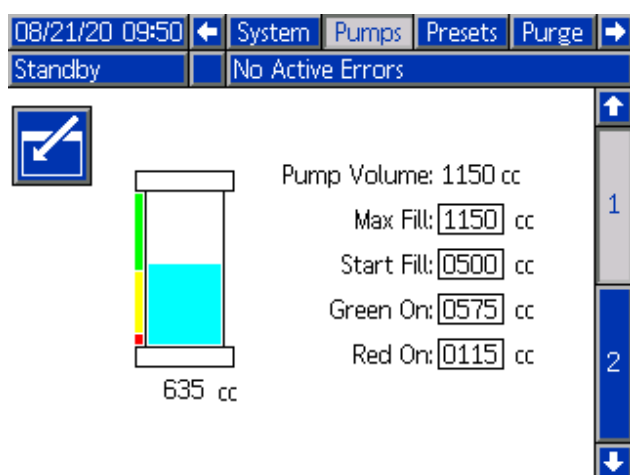 08/21/20 09:50 System Pumps Presets Purge
Standby No Active Errors
Pump Volume: 1150 cc
Max Fill: 1150 cc
1
Start Fill: 0500 cc
Green On: 0575 cc
Red On: 0115 cc
2
635 cc